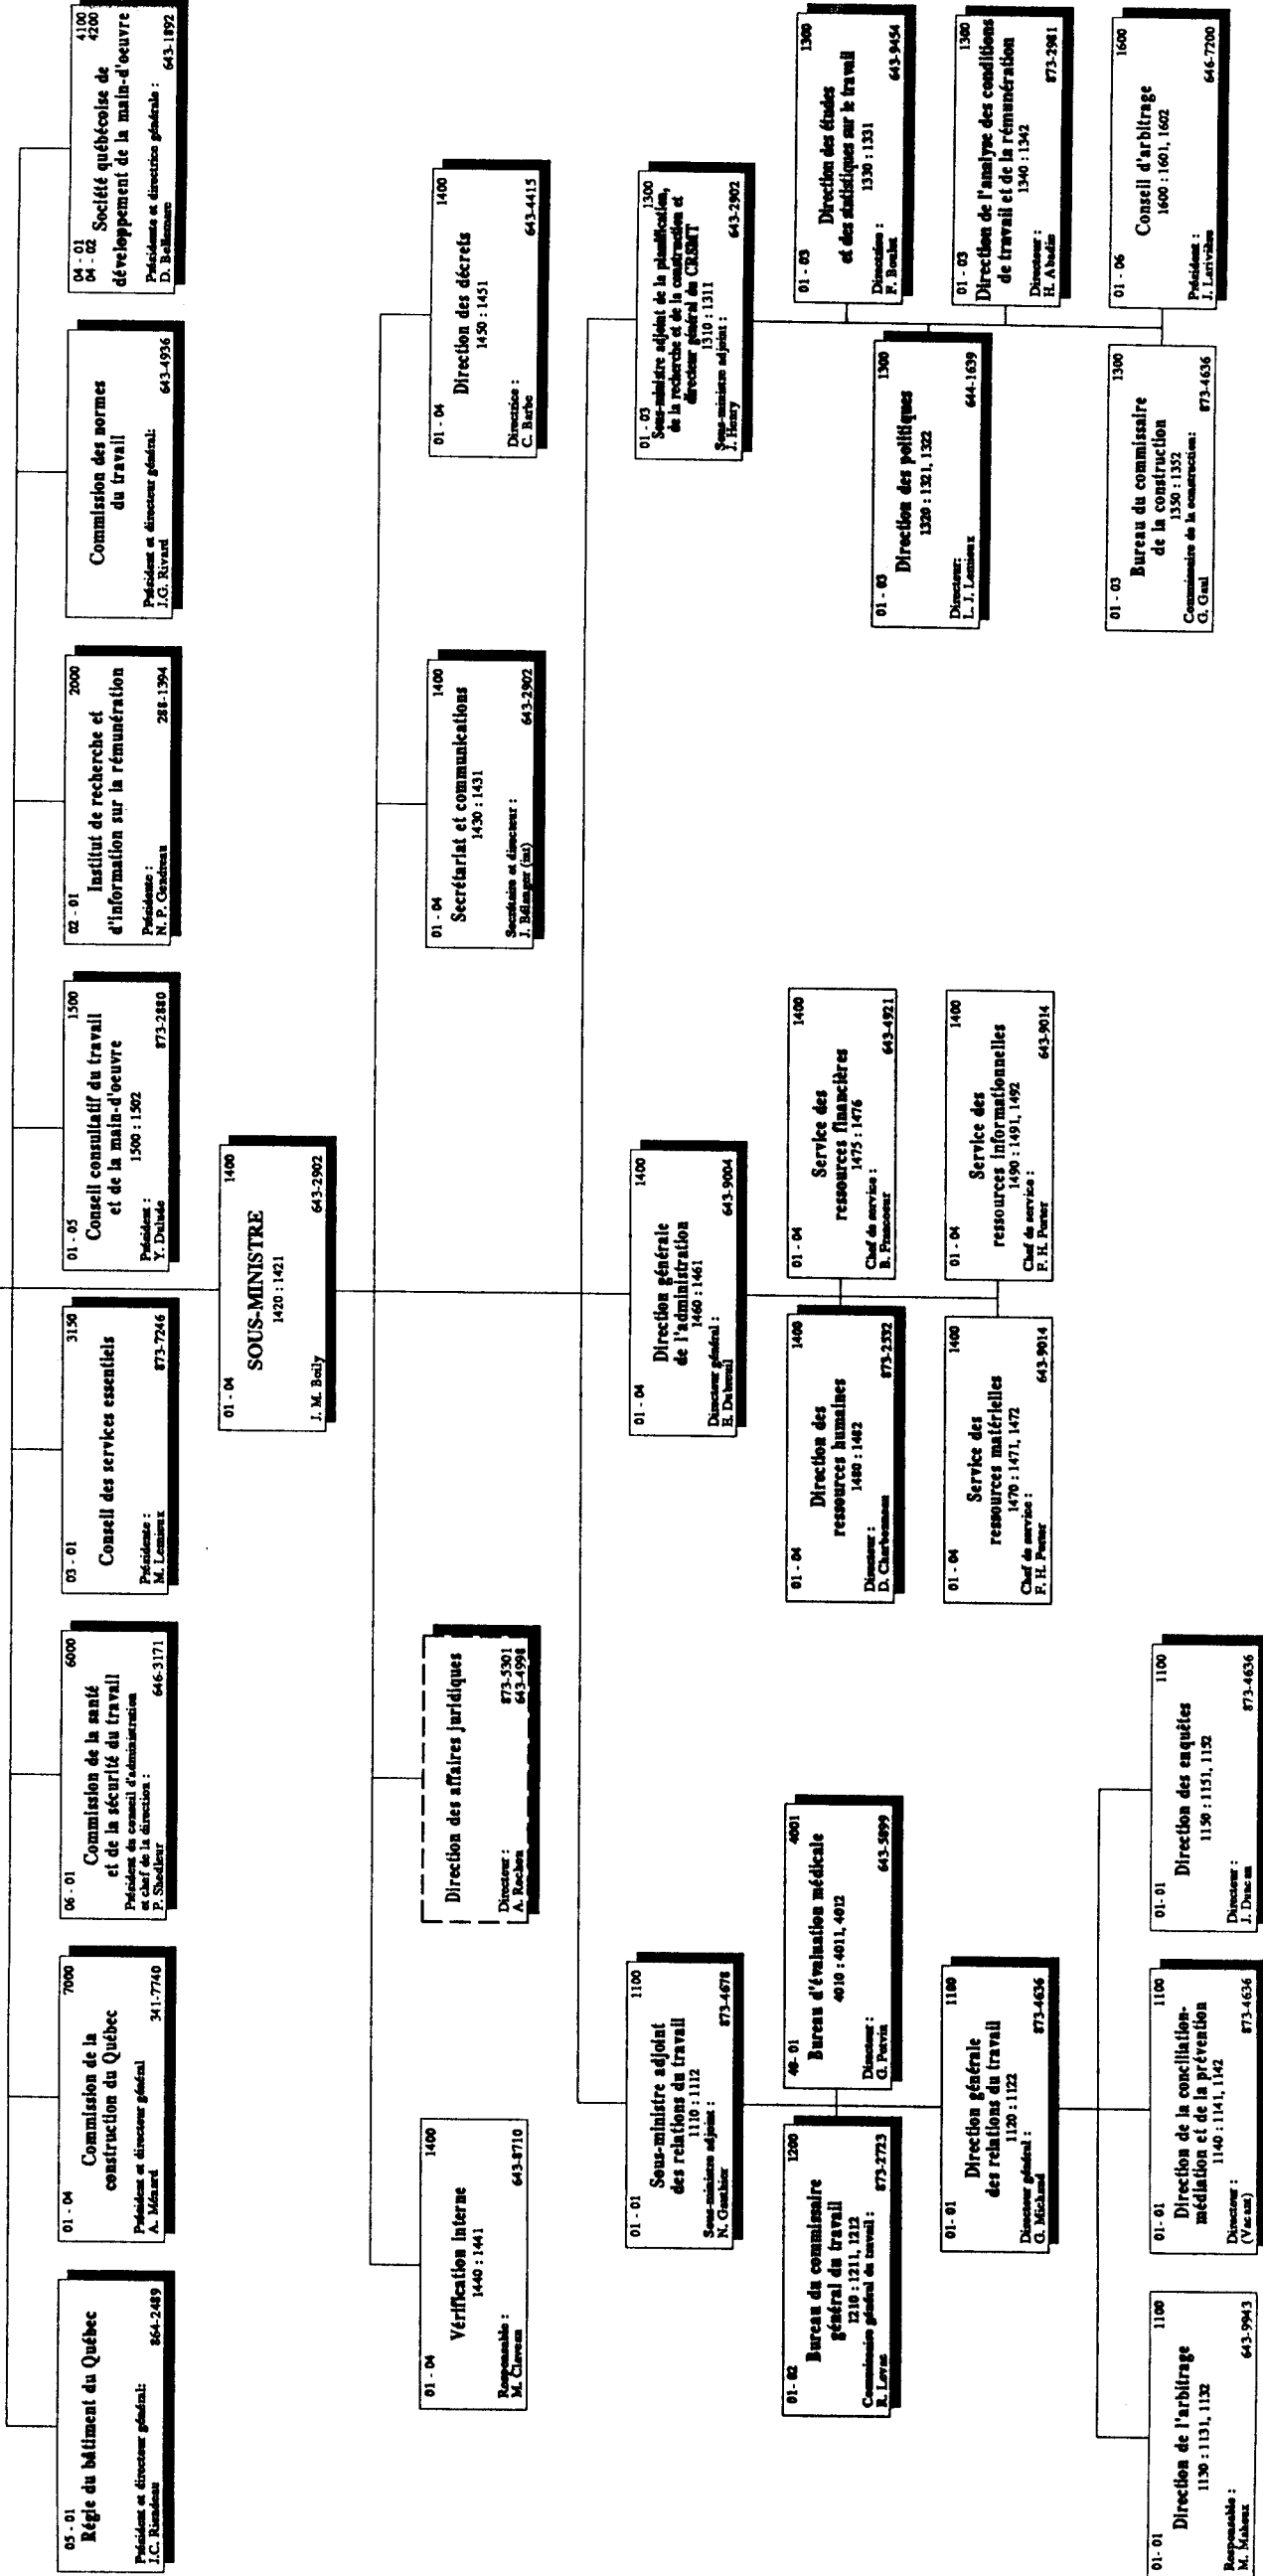 05 - 01
Régie du bâtiment du Québec
Président et directeur général:
864-2489
01 - 04 7000
Commission de la
construction du Québec
Président et directeur général
A. Ménard 341-7740
06 - 01 6000
Commission de la santé
et de la sécurité du travail
Président du conseil d'administration
et chef de la direction :
P. Shedleur 646-3171
03 - 01 3150
Conseil des services essentiels
Présidente :
M. Lemieux 873-7246
01 - 05 1500
Conseil consultatif du travail
et de la main-d'oeuvre
1500 : 1502
Président :
Y. Dulude 873-2880
02 - 01 2000
Institut de recherche et
d'information sur la rémunération
Présidente :
N. P. Gendreau 288-1394
Commission des normes
du travail
Président et directeur général:
J.G. Rivard 643-4936
04 - 01 4100
04 - 02 4200
Société québécoise de
développement de la main-d'oeuvre
Présidente et directrice générale :
D. Bellemare 643-1892
01 - 04 1400
SOUS-MINISTRE
1420 : 1421
J. M. Boily 643-2902
01 - 04 1400
Vérification interne
1440 : 1441
Responsable :
M. Claveau 643-8710
Direction des affaires juridiques
Directeur : 873-5301
A. Rochon 643-4998
01 - 04 1400
Secrétariat et communications
1430 : 1431
Secrétaire et directeur :
J. Bélanger (int) 643-2902
01 - 04 1400
Direction des décrets
1450 : 1451
Directrice :
C. Barbe 643-4415
01 - 01 1100
Sous-ministre adjoint
des relations du travail
1110 : 1112
Sous-ministre adjoint :
N. Gauthier 873-4678
01 - 04 1400
Direction générale
de l'administration
1460 : 1461
Directeur général :
E. Dubreuil 643-9004
01 - 03 1300
Sous-ministre adjoint de la planification,
de la recherche et de la construction et
directeur général du CRSMT
1310 : 1311
Sous-ministre adjoint :
J. Henry 643-2902
01 - 02 1200
Bureau du commissaire
général du travail
1210 : 1211, 1212
Commissaire général du travail :
R. Levac 873-2723
40- 01 4001
Bureau d'évaluation médicale
4010 : 4011, 4012
Directeur :
G. Potvin 643-5899
01 - 04 1400
Direction des
ressources humaines
1480 : 1482
Directeur :
D. Charbonneau 873-2532
01 - 04 1400
Service des
ressources financières
1475 : 1476
Chef de service :
B. Francoeur 643-4921
01 - 03 1300
Direction des études
et des statistiques sur le travail
1330 : 1331
Directrice :
F. Boulet 643-9454
01 - 03 1300
Direction des politiques
1320 : 1321, 1322
Directeur:
L. J. Lemieux 644-1639
01- 01 1100
Direction générale
des relations du travail
1120 : 1122
Directeur général :
G. Michaud 873-4636
01 - 04 1400
Service des
ressources matérielles
1470 : 1471, 1472
Chef de service :
F. H. Porter 643-9014
01 - 04 1400
Service des
ressources informationnelles
1490 : 1491, 1492
Chef de service :
F. H. Porter 643-9014
01 - 03 1300
Direction de l'analyse des conditions
de travail et de la rémunération
1340 : 1342
Directeur :
H. Abadie 873-2981
01- 01 1100
Direction de l'arbitrage
1130 : 1131, 1132
Responsable :
M. Maheux 643-9943
01- 01 1100
Direction de la conciliation-
médiation et de la prévention
1140 : 1141, 1142
Directeur :
(Vacant) 873-4636
01- 01 1100
Direction des enquêtes
1150 : 1151, 1152
Directeur :
J. Duncan 873-4636
01 - 03 1300
Bureau du commissaire
de la construction
1350 : 1352
Commissaire de la construction:
G. Gaul 873-4636
01 - 06 1600
Conseil d'arbitrage
1600 : 1601, 1602
Président :
J. Larivière 646-7200